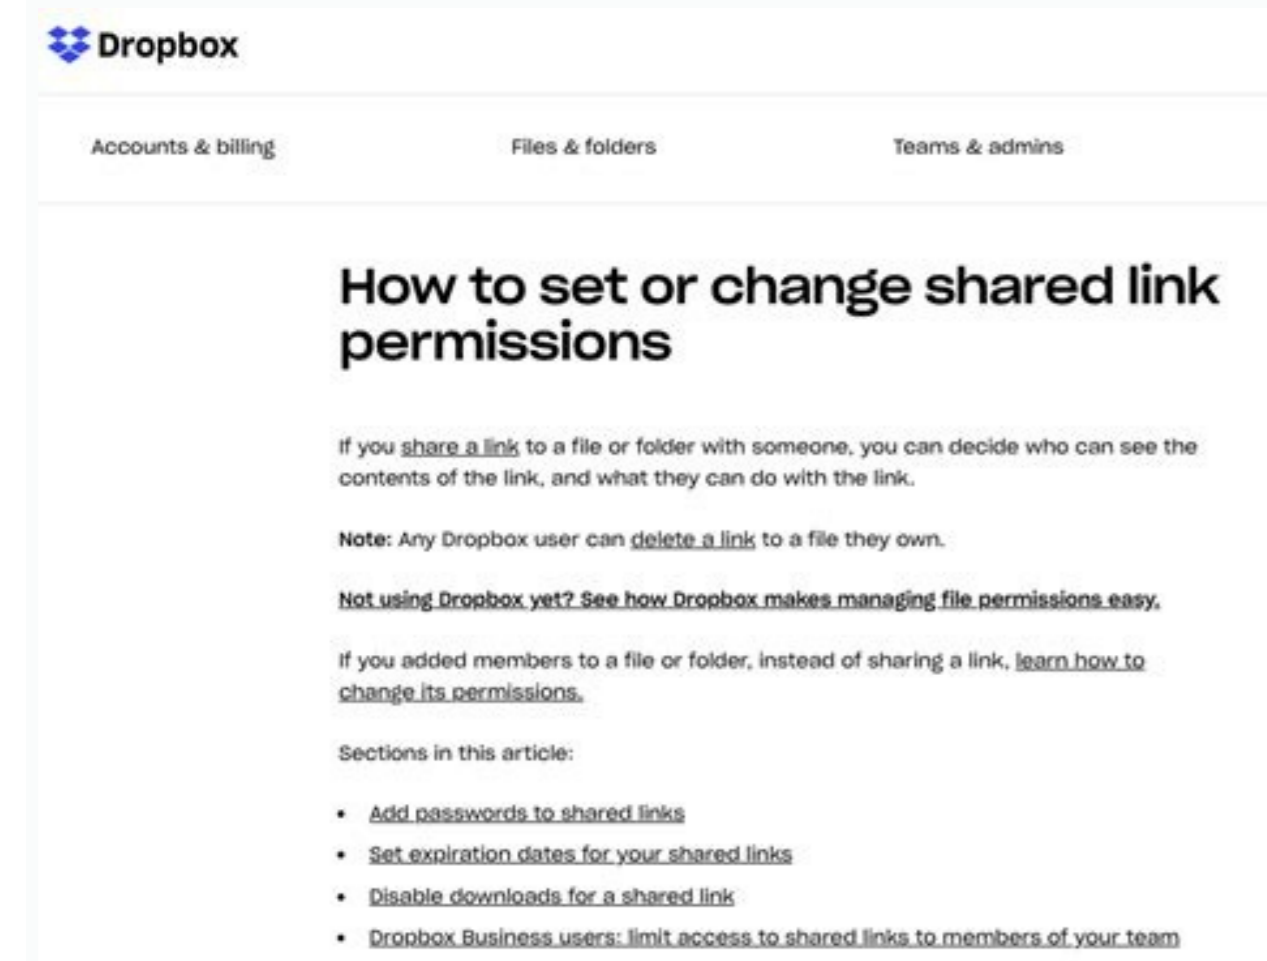 Dropbox
Accounts & billing
Files & folders
Teams & admins
How to set or change shared link
permissions
If you share a link to a file or folder with someone, you can decide who can see the
contents of the link, and what they can do with the link.
Note: Any Dropbox user can delete a link to a file they own.
Not using Dropbox yet? See how Dropbox makes managing file permissions easy.
If you added members to a file or folder, instead of sharing a link, learn how to
change its permissions.
Sections in this article:
• Add passwords to shared links
• Set expiration dates for your shared links
• Disable downloads for a shared link
• Dropbox Business users: limit access to shared links to members of your team